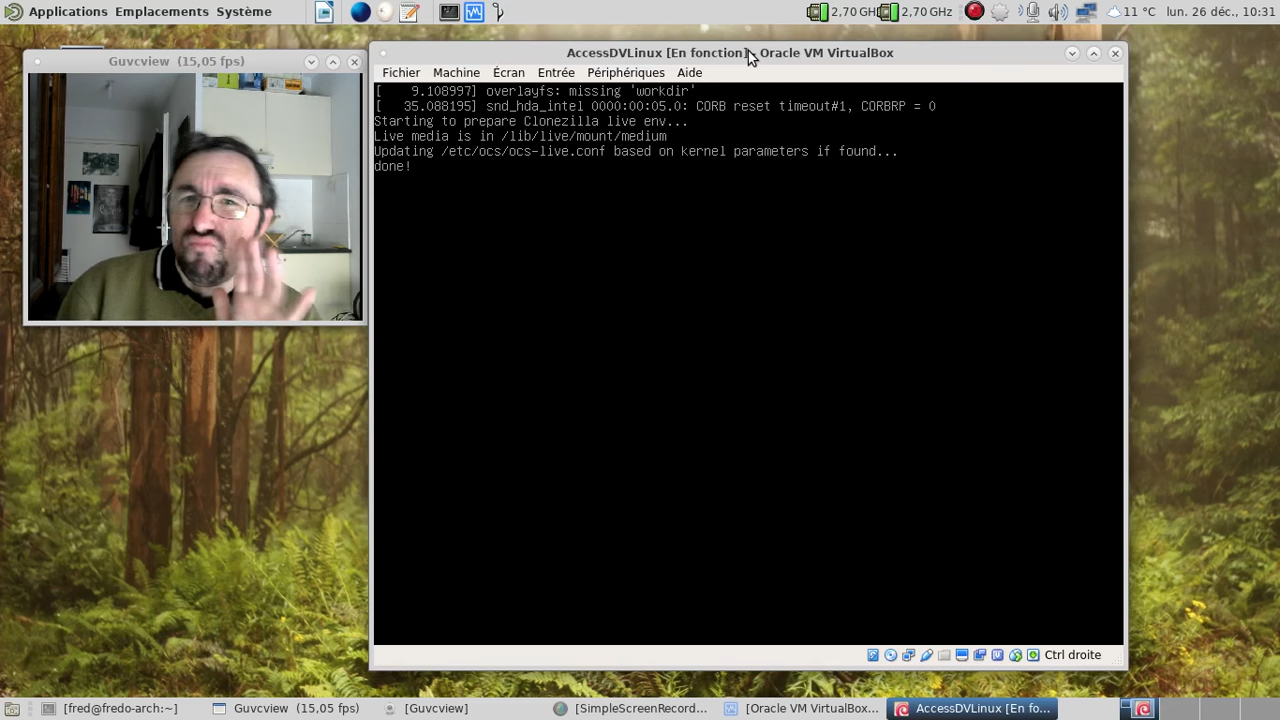 Applications Emplacements Système
2,70 GHz 2,70 GHz 11 °C lun. 26 déc., 10:31
Guvcview (15,05 fps)
AccessDVLinux [En fonction] - Oracle VM VirtualBox
Fichier Machine Écran Entrée Périphériques Aide
[    9.108997] overlayfs: missing 'workdir'
[   35.088195] snd_hda_intel 0000:00:05.0: CORB reset timeout#1, CORBRP = 0
Starting to prepare Clonezilla live env...
Live media is in /lib/live/mount/medium
Updating /etc/ocs/ocs-live.conf based on kernel parameters if found...
done!
Ctrl droite
[fred@fredo-arch:~] Guvcview (15,05 fps) [Guvcview] [SimpleScreenRecord... [Oracle VM VirtualBox... AccessDVLinux [En fo...